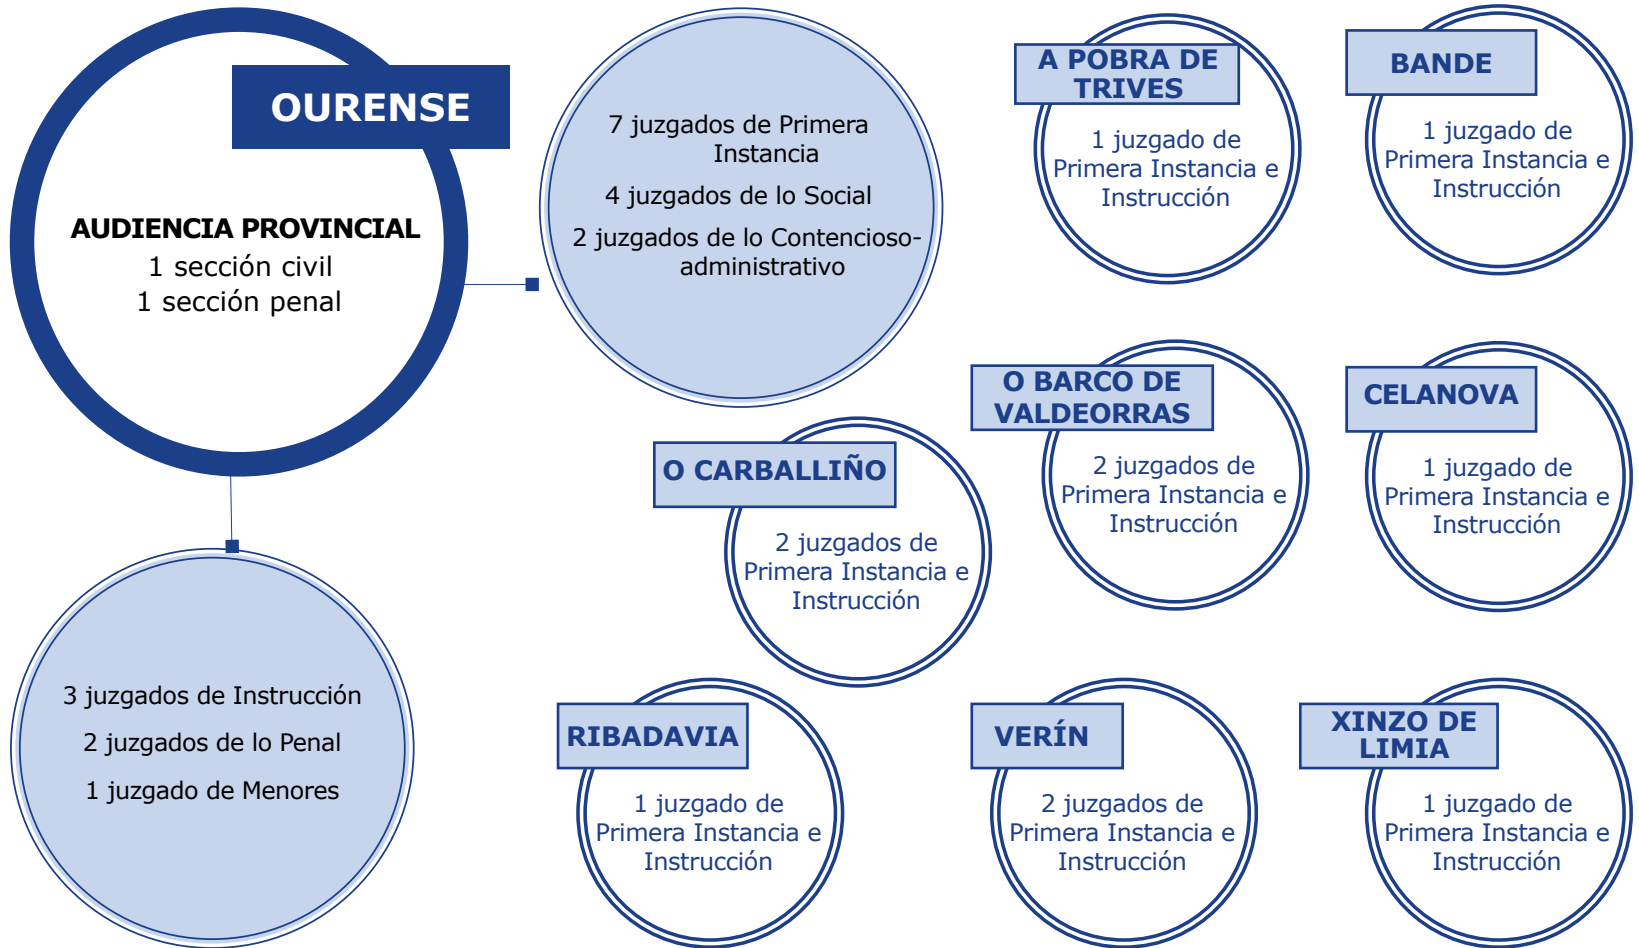 OURENSE
AUDIENCIA PROVINCIAL
1 sección civil
1 sección penal
7 juzgados de Primera
Instancia
4 juzgados de lo Social
2 juzgados de lo Contencioso-
administrativo
3 juzgados de Instrucción
2 juzgados de lo Penal
1 juzgado de Menores
A POBRA DE
TRIVES
1 juzgado de
Primera Instancia e
Instrucción
BANDE
1 juzgado de
Primera Instancia e
Instrucción
O CARBALLIÑO
2 juzgados de
Primera Instancia e
Instrucción
O BARCO DE
VALDEORRAS
2 juzgados de
Primera Instancia e
Instrucción
CELANOVA
1 juzgado de
Primera Instancia e
Instrucción
RIBADAVIA
1 juzgado de
Primera Instancia e
Instrucción
VERÍN
2 juzgados de
Primera Instancia e
Instrucción
XINZO DE
LIMIA
1 juzgado de
Primera Instancia e
Instrucción